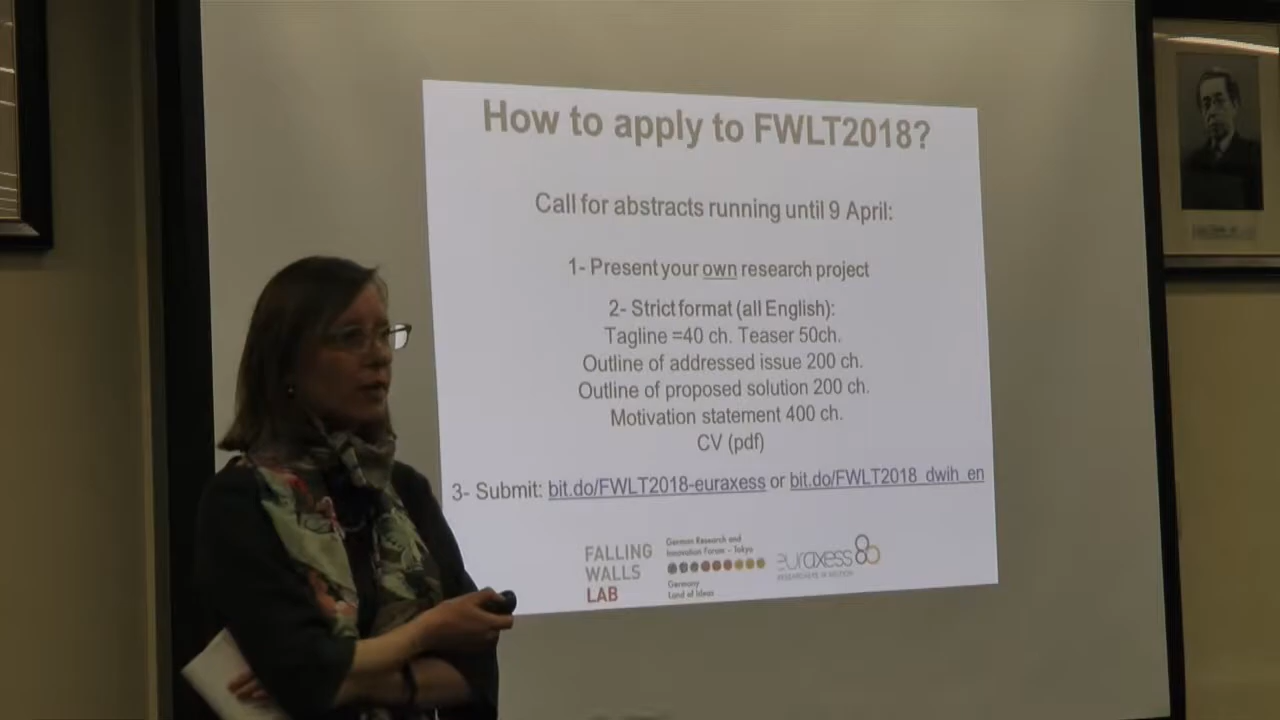 How to apply to FWLT2018?
Call for abstracts running until 9 April:
1- Present your own research project
2- Strict format (all English):
Tagline =40 ch. Teaser 50ch.
Outline of addressed issue 200 ch.
Outline of proposed solution 200 ch.
Motivation statement 400 ch.
CV (pdf)
3- Submit: bit.do/FWLT2018-euraxess or bit.do/FWLT2018_dwih_en
FALLING
WALLS
LAB
German Research and
Innovation Forum – Tokyo
Germany
Land of Ideas
euraxess
RESEARCHERS IN MOTION